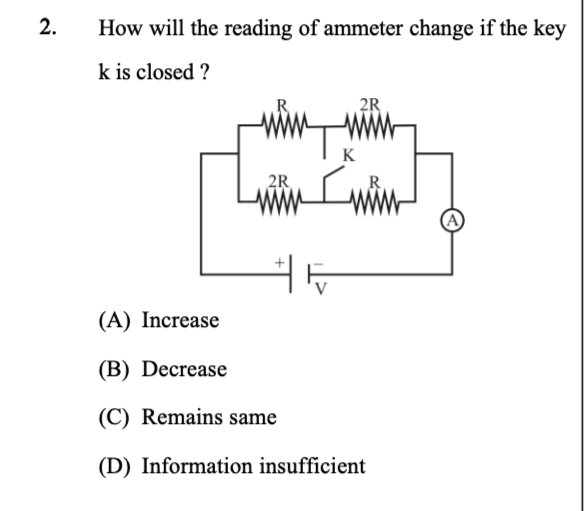 2. How will the reading of ammeter change if the key
k is closed ?
R 2R
K
2R R
A
+ –
V
(A) Increase
(B) Decrease
(C) Remains same
(D) Information insufficient